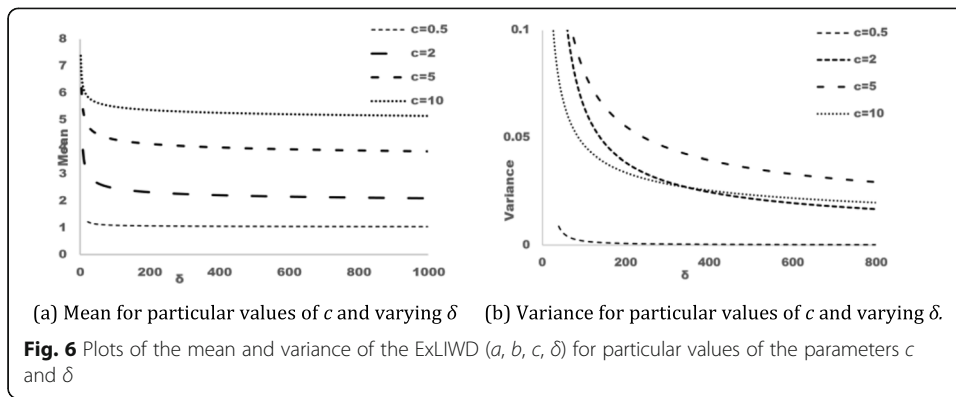 8
7
6
5
Mean
3
2
1
0
0
200
400
600
800
1000
δ
c=0.5
c=2
c=5
c=10
0.1
0.05
0
Variance
0
200
400
600
800
δ
c=0.5
c=2
c=5
c=10
(a) Mean for particular values of c and varying δ
(b) Variance for particular values of c and varying δ.
Fig. 6 Plots of the mean and variance of the ExLIWD (a, b, c, δ) for particular values of the parameters c
and δ